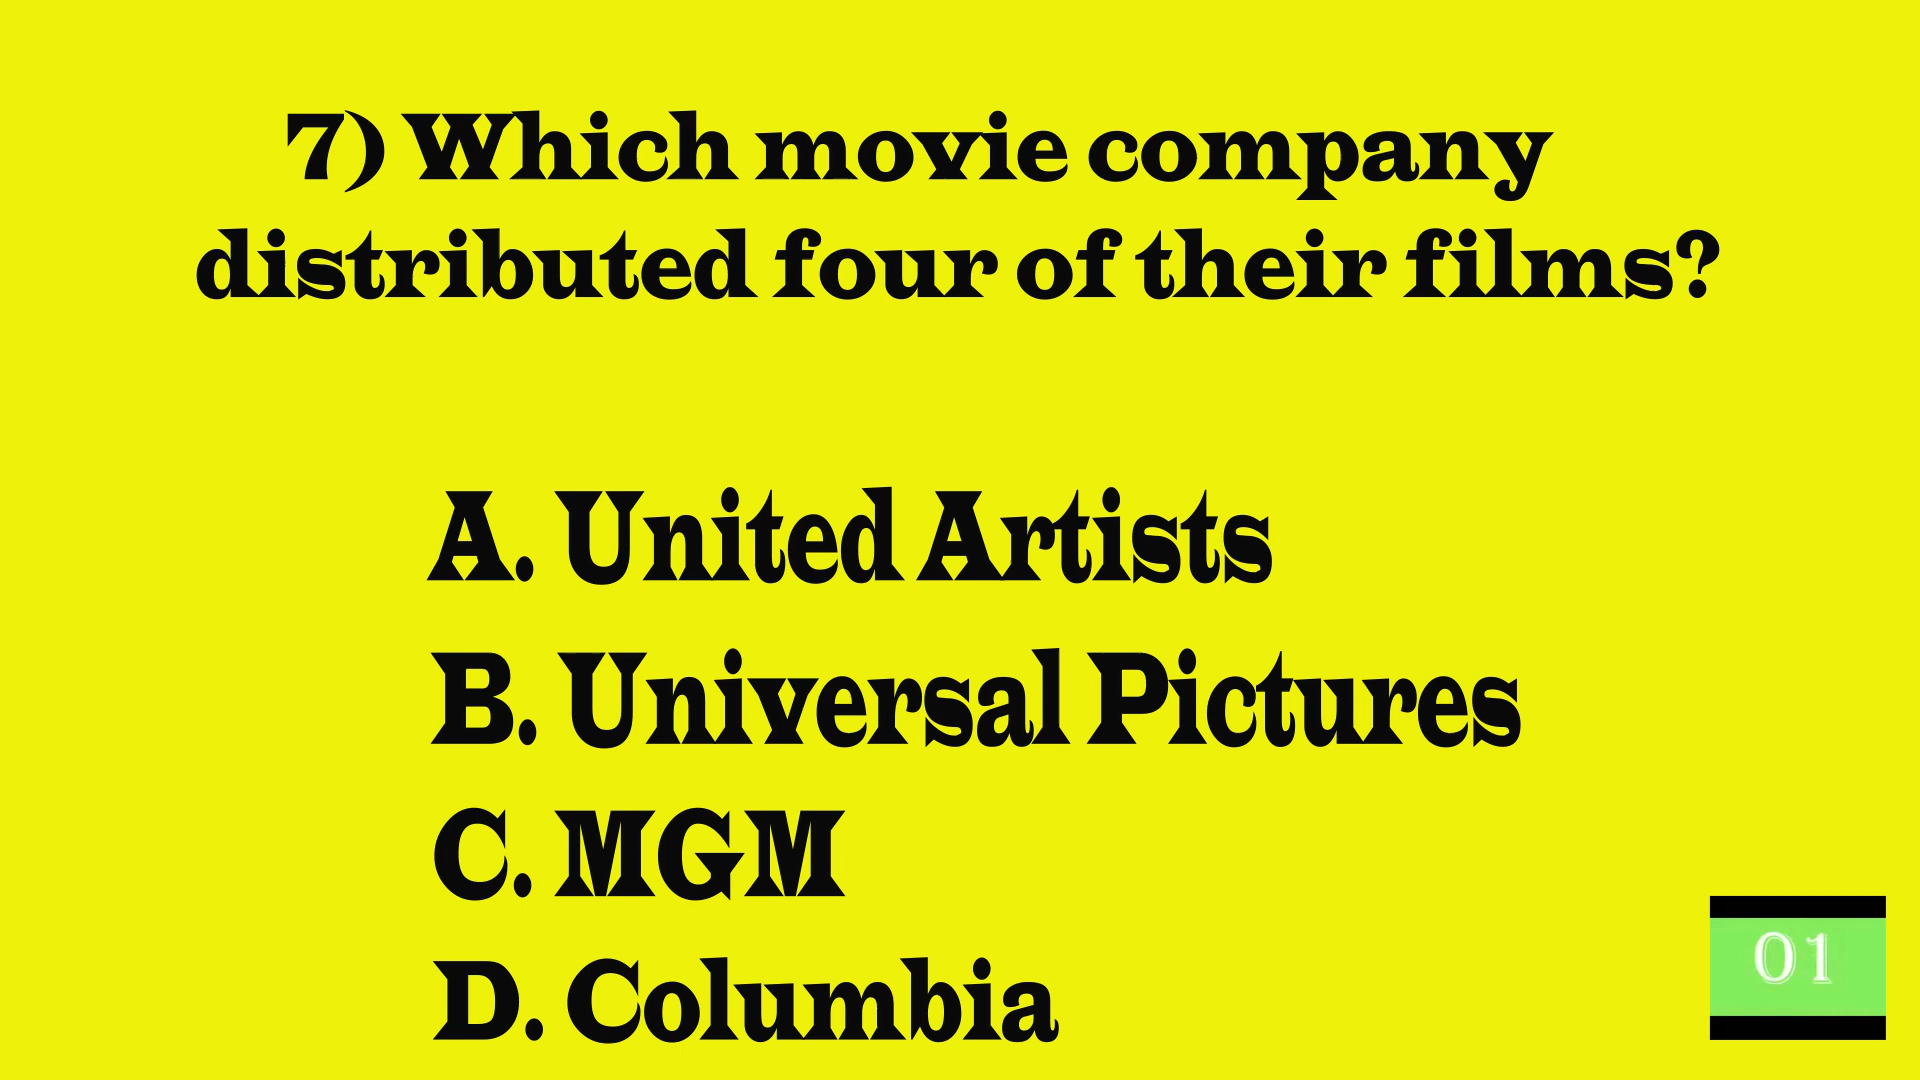 7) Which movie company
distributed four of their films?
A. United Artists
B. Universal Pictures
C. MGM
D. Columbia
01